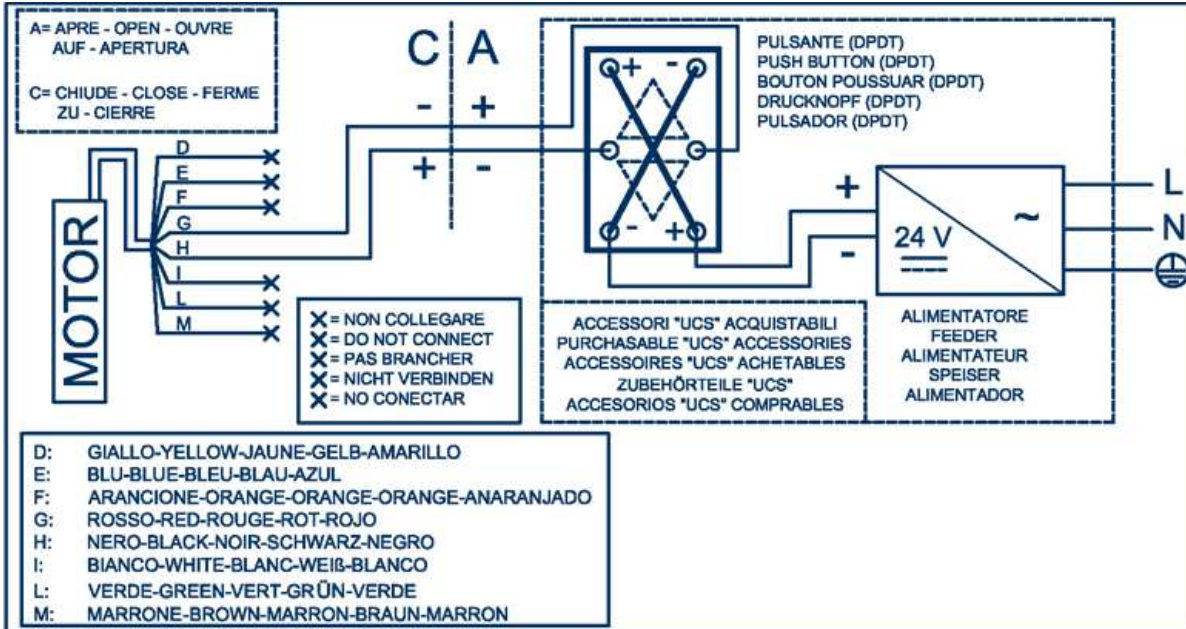 A= APRE - OPEN - OUVRE
AUF - APERTURA
C= CHIUDE - CLOSE - FERME
ZU - CIERRE
C A
- +
+ -
D
E
F
G
H
I
L
M
MOTOR
X = NON COLLEGARE
X = DO NOT CONNECT
X = PAS BRANCHER
X = NICHT VERBINDEN
X = NO CONECTAR
+ -
- +
PULSANTE (DPDT)
PUSH BUTTON (DPDT)
BOUTON POUSSUAR (DPDT)
DRUCKNOPF (DPDT)
PULSADOR (DPDT)
+
-
24 V
~
L
N
ALIMENTATORE
FEEDER
ALIMENTATEUR
SPEISER
ALIMENTADOR
ACCESSORI "UCS" ACQUISTABILI
PURCHASABLE "UCS" ACCESSORIES
ACCESSOIRES "UCS" ACHETABLES
ZUBEHÖRTEILE "UCS"
ACCESORIOS "UCS" COMPRABLES
D: GIALLO-YELLOW-JAUNE-GELB-AMARILLO
E: BLU-BLUE-BLEU-BLAU-AZUL
F: ARANCIONE-ORANGE-ORANGE-ORANGE-ANARANJADO
G: ROSSO-RED-ROUGE-ROT-ROJO
H: NERO-BLACK-NOIR-SCHWARZ-NEGRO
I: BIANCO-WHITE-BLANC-WEIß-BLANCO
L: VERDE-GREEN-VERT-GRÜN-VERDE
M: MARRONE-BROWN-MARRON-BRAUN-MARRON